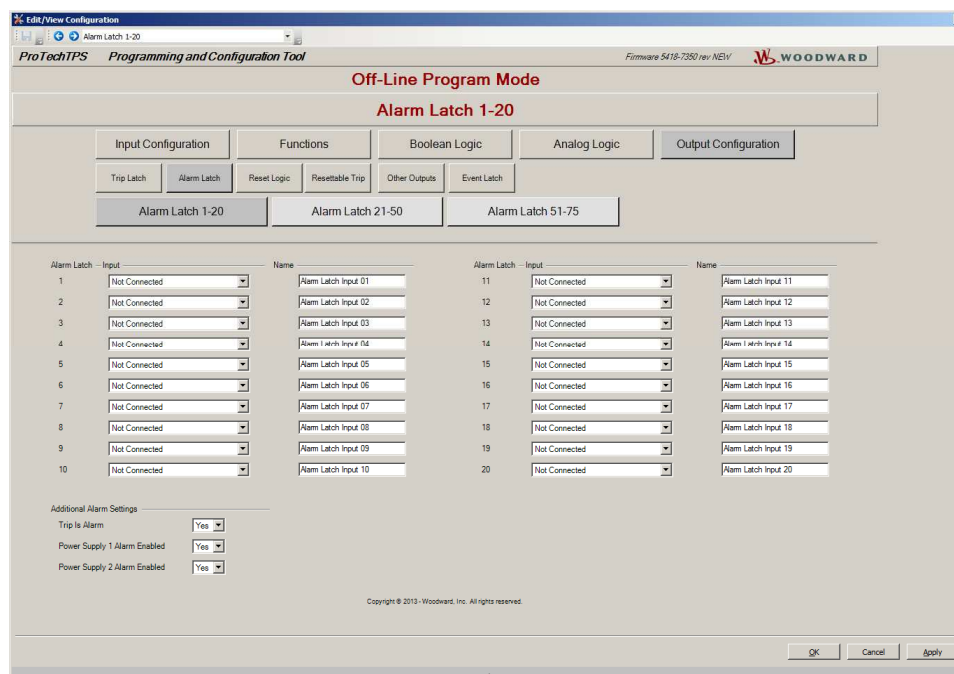 Edit/View Configuration
Alarm Latch 1-20
ProTechTPS Programming and Configuration Tool Firmware 5418-7350 rev NEW WOODWARD
Off-Line Program Mode
Alarm Latch 1-20
Input Configuration Functions Boolean Logic Analog Logic Output Configuration
Trip Latch Alarm Latch Reset Logic Resettable Trip Other Outputs Event Latch
Alarm Latch 1-20 Alarm Latch 21-50 Alarm Latch 51-75
Alarm Latch Input Name Alarm Latch Input Name
1 Not Connected Alarm Latch Input 01 11 Not Connected Alarm Latch Input 11
2 Not Connected Alarm Latch Input 02 12 Not Connected Alarm Latch Input 12
3 Not Connected Alarm Latch Input 03 13 Not Connected Alarm Latch Input 13
4 Not Connected Alarm Latch Input 04 14 Not Connected Alarm Latch Input 14
5 Not Connected Alarm Latch Input 05 15 Not Connected Alarm Latch Input 15
6 Not Connected Alarm Latch Input 06 16 Not Connected Alarm Latch Input 16
7 Not Connected Alarm Latch Input 07 17 Not Connected Alarm Latch Input 17
8 Not Connected Alarm Latch Input 08 18 Not Connected Alarm Latch Input 18
9 Not Connected Alarm Latch Input 09 19 Not Connected Alarm Latch Input 19
10 Not Connected Alarm Latch Input 10 20 Not Connected Alarm Latch Input 20
Additional Alarm Settings
Trip Is Alarm Yes
Power Supply 1 Alarm Enabled Yes
Power Supply 2 Alarm Enabled Yes
Copyright © 2013 - Woodward, Inc. All rights reserved.
OK Cancel Apply